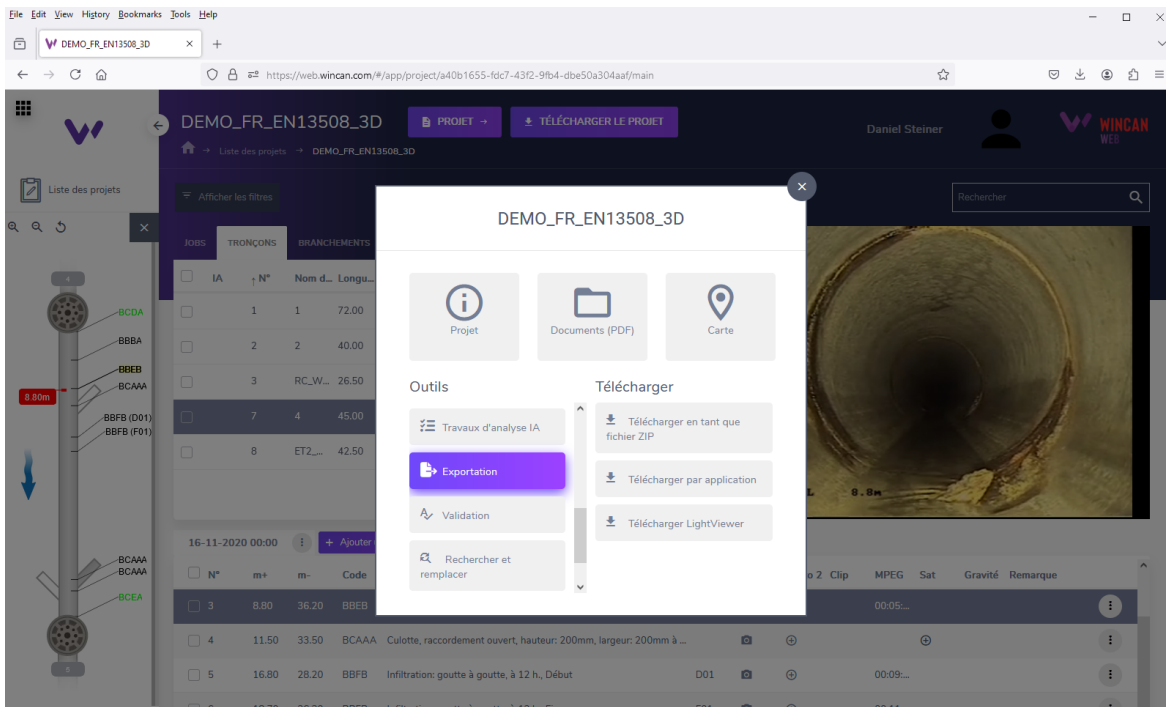 File Edit View History Bookmarks Tools Help
DEMO_FR_EN13508_3D
https://web.wincan.com/#/app/project/a40b1655-fdc7-43f2-9fb4-dbe50a304aaf/main
DEMO_FR_EN13508_3D
PROJET →
TÉLÉCHARGER LE PROJET
Daniel Steiner
WINCAN
WEB
→ Liste des projets → DEMO_FR_EN13508_3D
Liste des projets
Afficher les filtres
Rechercher
JOBS TRONÇONS BRANCHEMENTS
IA ↑ N° Nom d... Longu...
1 1 72.00
2 2 40.00
3 RC_W... 26.50
7 4 45.00
8 ET2_... 42.50
A
BCDA
BBBA
BBEB
BCAAA
8.80m
BBFB (D01)
BBFB (F01)
BCAAA
BCAAA
BCEA
B
DEMO_FR_EN13508_3D
Projet
Documents (PDF)
Carte
Outils
Travaux d'analyse IA
Exportation
Validation
Rechercher et
remplacer
Télécharger
Télécharger en tant que
fichier ZIP
Télécharger par application
Télécharger LightViewer
L 8.8m
16-11-2020 00:00
+ Ajouter
N° m+ m- Code
o 2 Clip MPEG Sat Gravité Remarque
3 8.80 36.20 BBEB 00:05:...
4 11.50 33.50 BCAAA Culotte, raccordement ouvert, hauteur: 200mm, largeur: 200mm à ...
5 16.80 28.20 BBFB Infiltration: goutte à goutte, à 12 h., Début D01 00:09:...